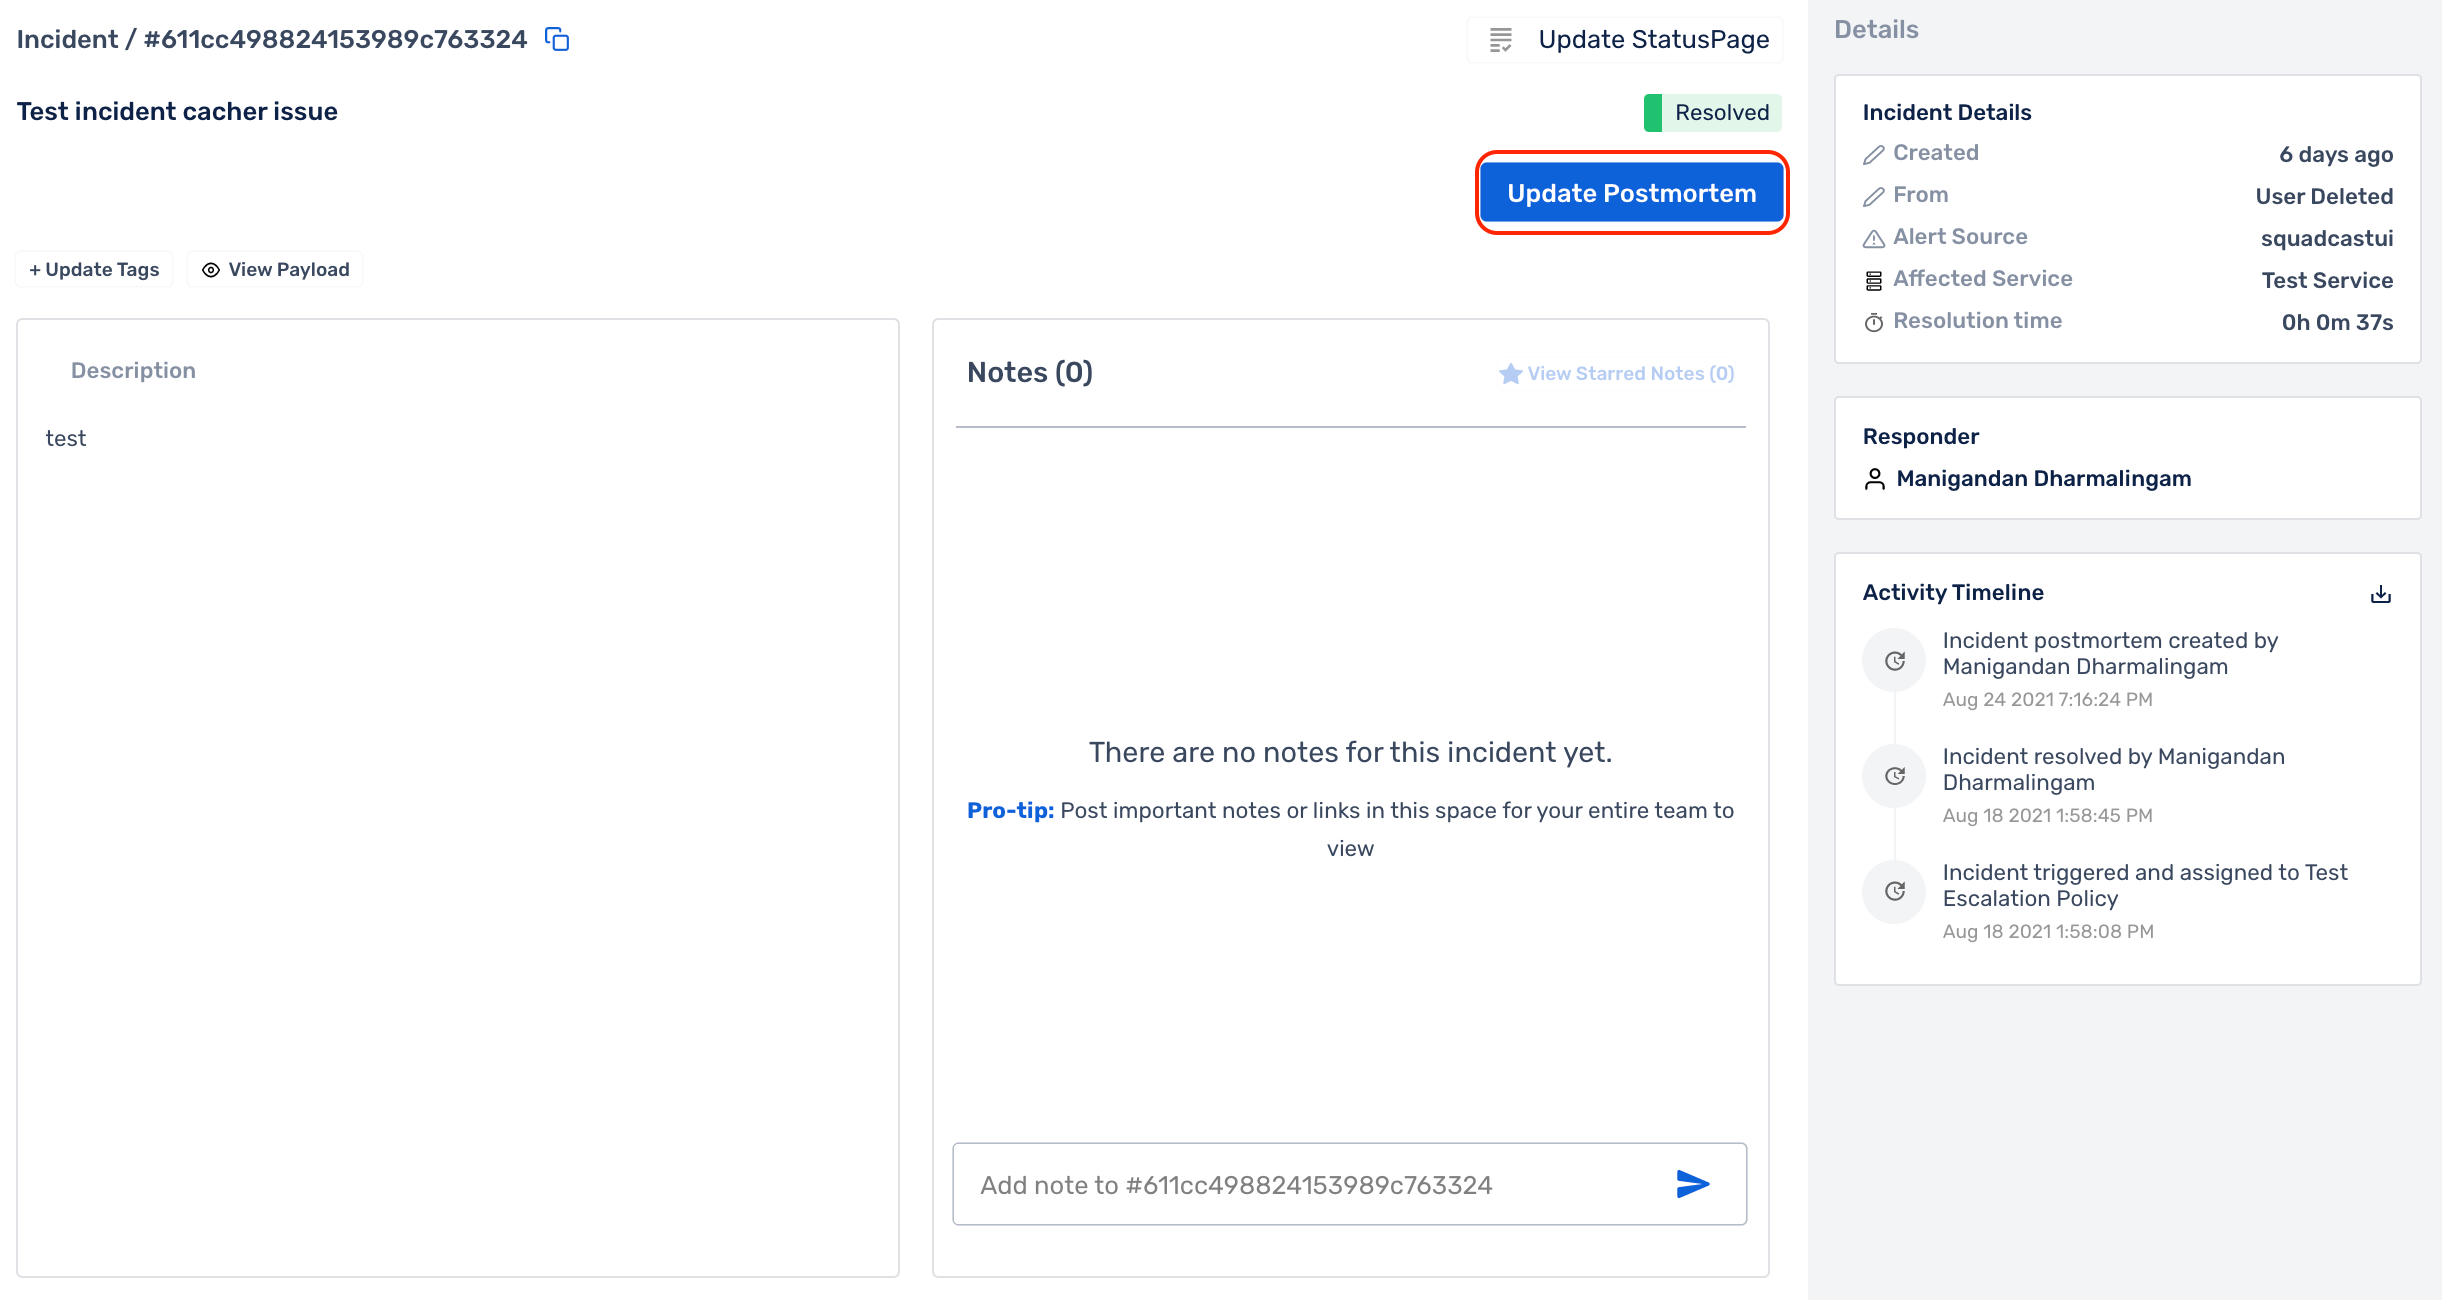 Incident / #611cc498824153989c763324
Update StatusPage
Test incident cacher issue
Resolved
Update Postmortem
+ Update Tags
View Payload
Description
test
Notes (0)
View Starred Notes (0)
There are no notes for this incident yet.
Pro-tip: Post important notes or links in this space for your entire team to
view
Add note to #611cc498824153989c763324
Details
Incident Details
Created 6 days ago
From User Deleted
Alert Source squadcastui
Affected Service Test Service
Resolution time 0h 0m 37s
Responder
Manigandan Dharmalingam
Activity Timeline
Incident postmortem created by
Manigandan Dharmalingam
Aug 24 2021 7:16:24 PM
Incident resolved by Manigandan
Dharmalingam
Aug 18 2021 1:58:45 PM
Incident triggered and assigned to Test
Escalation Policy
Aug 18 2021 1:58:08 PM